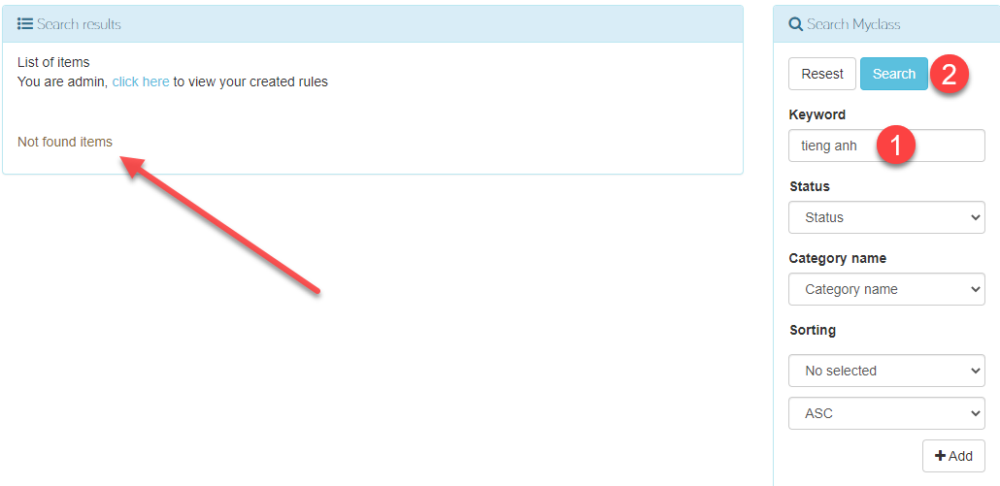 Search results
List of items
You are admin, click here to view your created rules
Not found items
Search Myclass
Resest Search 2
Keyword
tieng anh 1
Status
Status
Category name
Category name
Sorting
No selected
ASC
Add